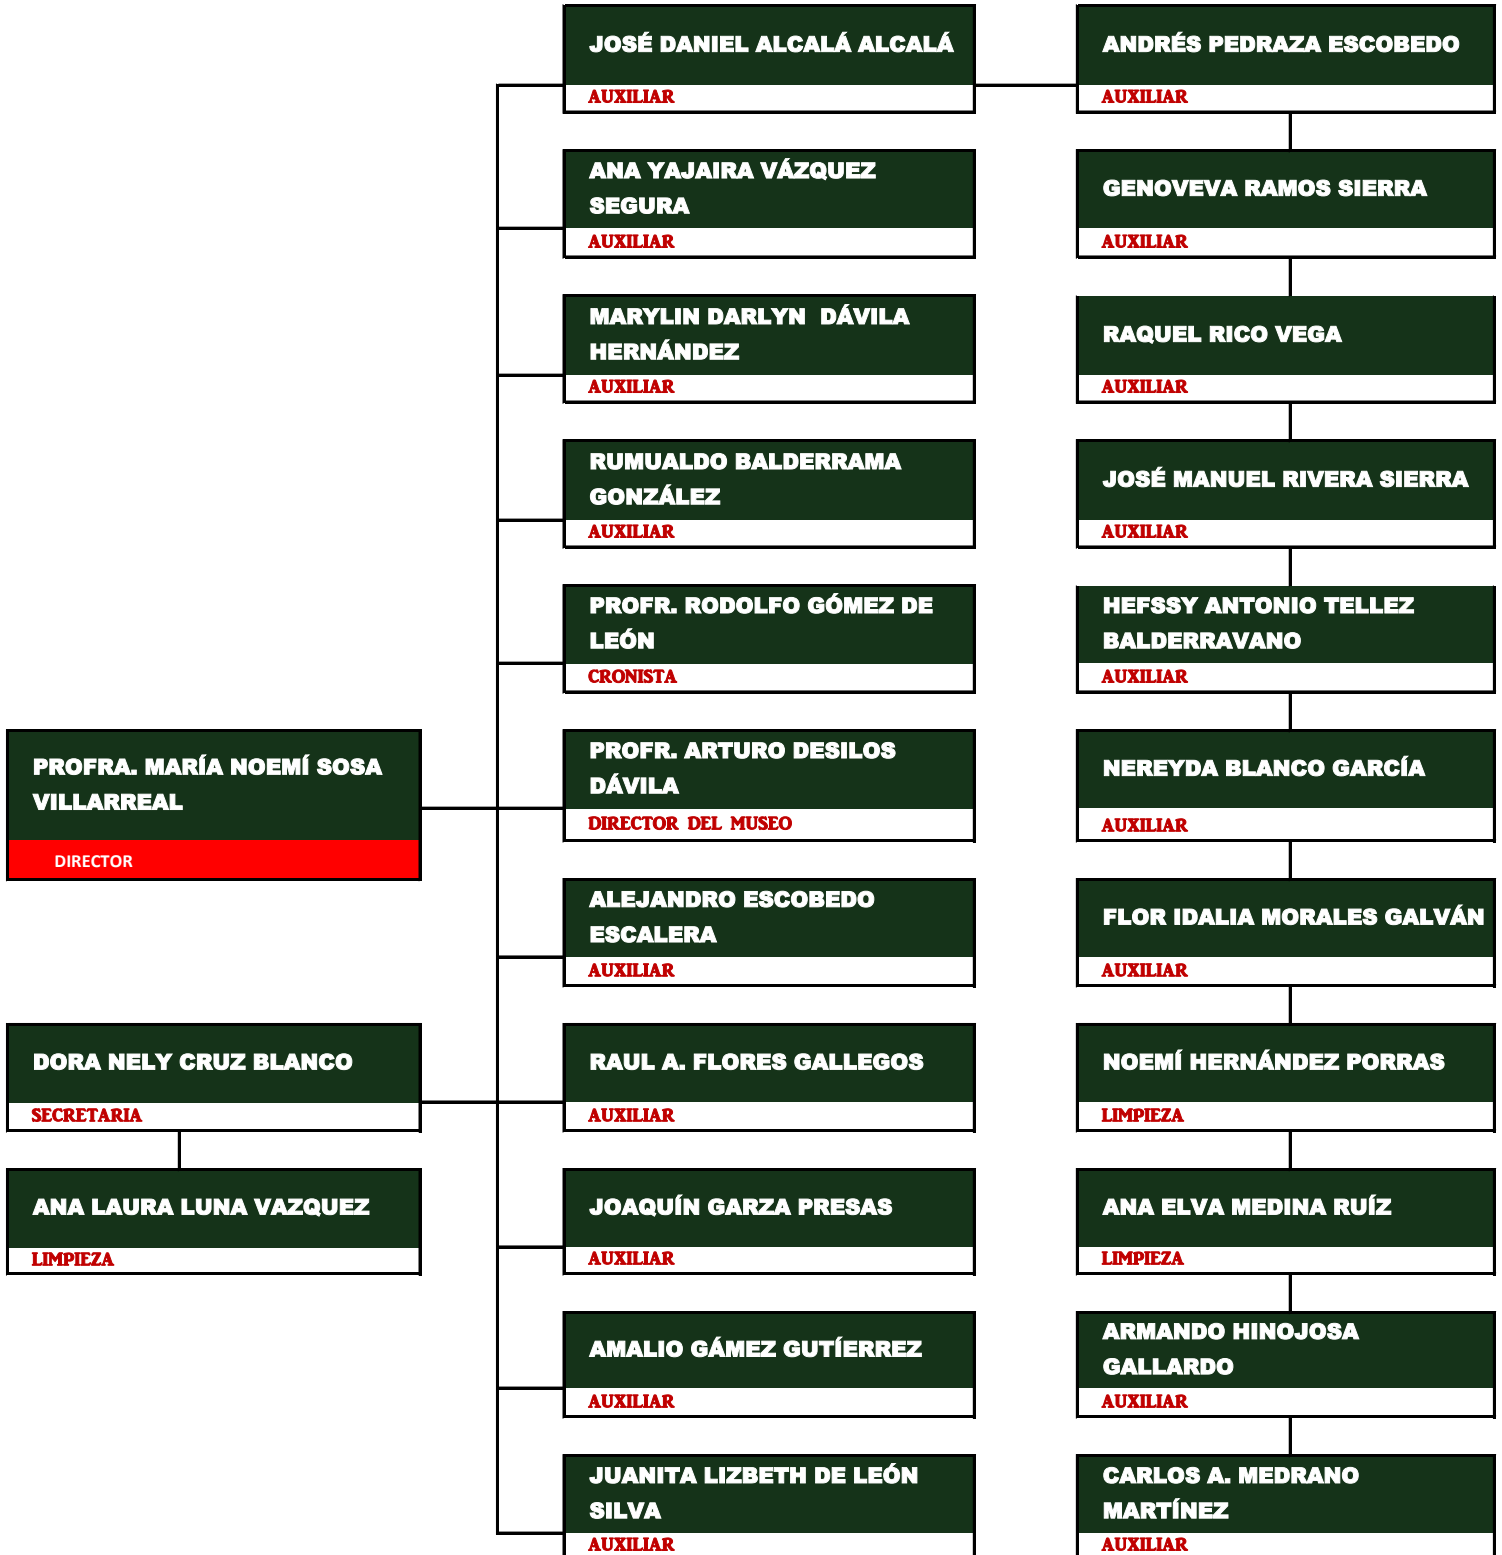 PROFRA. MARÍA NOEMÍ SOSA
VILLARREAL
DIRECTOR
DORA NELY CRUZ BLANCO
SECRETARIA
ANA LAURA LUNA VAZQUEZ
LIMPIEZA
JOSÉ DANIEL ALCALÁ ALCALÁ
AUXILIAR
ANA YAJAIRA VÁZQUEZ
SEGURA
AUXILIAR
MARYLIN DARLYN  DÁVILA
HERNÁNDEZ
AUXILIAR
RUMUALDO BALDERRAMA
GONZÁLEZ
AUXILIAR
PROFR. RODOLFO GÓMEZ DE
LEÓN
CRONISTA
PROFR. ARTURO DESILOS
DÁVILA
DIRECTOR DEL MUSEO
ALEJANDRO ESCOBEDO
ESCALERA
AUXILIAR
RAUL A. FLORES GALLEGOS
AUXILIAR
JOAQUÍN GARZA PRESAS
AUXILIAR
AMALIO GÁMEZ GUTÍERREZ
AUXILIAR
JUANITA LIZBETH DE LEÓN
SILVA
AUXILIAR
ANDRÉS PEDRAZA ESCOBEDO
AUXILIAR
GENOVEVA RAMOS SIERRA
AUXILIAR
RAQUEL RICO VEGA
AUXILIAR
JOSÉ MANUEL RIVERA SIERRA
AUXILIAR
HEFSSY ANTONIO TELLEZ
BALDERRAVANO
AUXILIAR
NEREYDA BLANCO GARCÍA
AUXILIAR
FLOR IDALIA MORALES GALVÁN
AUXILIAR
NOEMÍ HERNÁNDEZ PORRAS
LIMPIEZA
ANA ELVA MEDINA RUÍZ
LIMPIEZA
ARMANDO HINOJOSA
GALLARDO
AUXILIAR
CARLOS A. MEDRANO
MARTÍNEZ
AUXILIAR